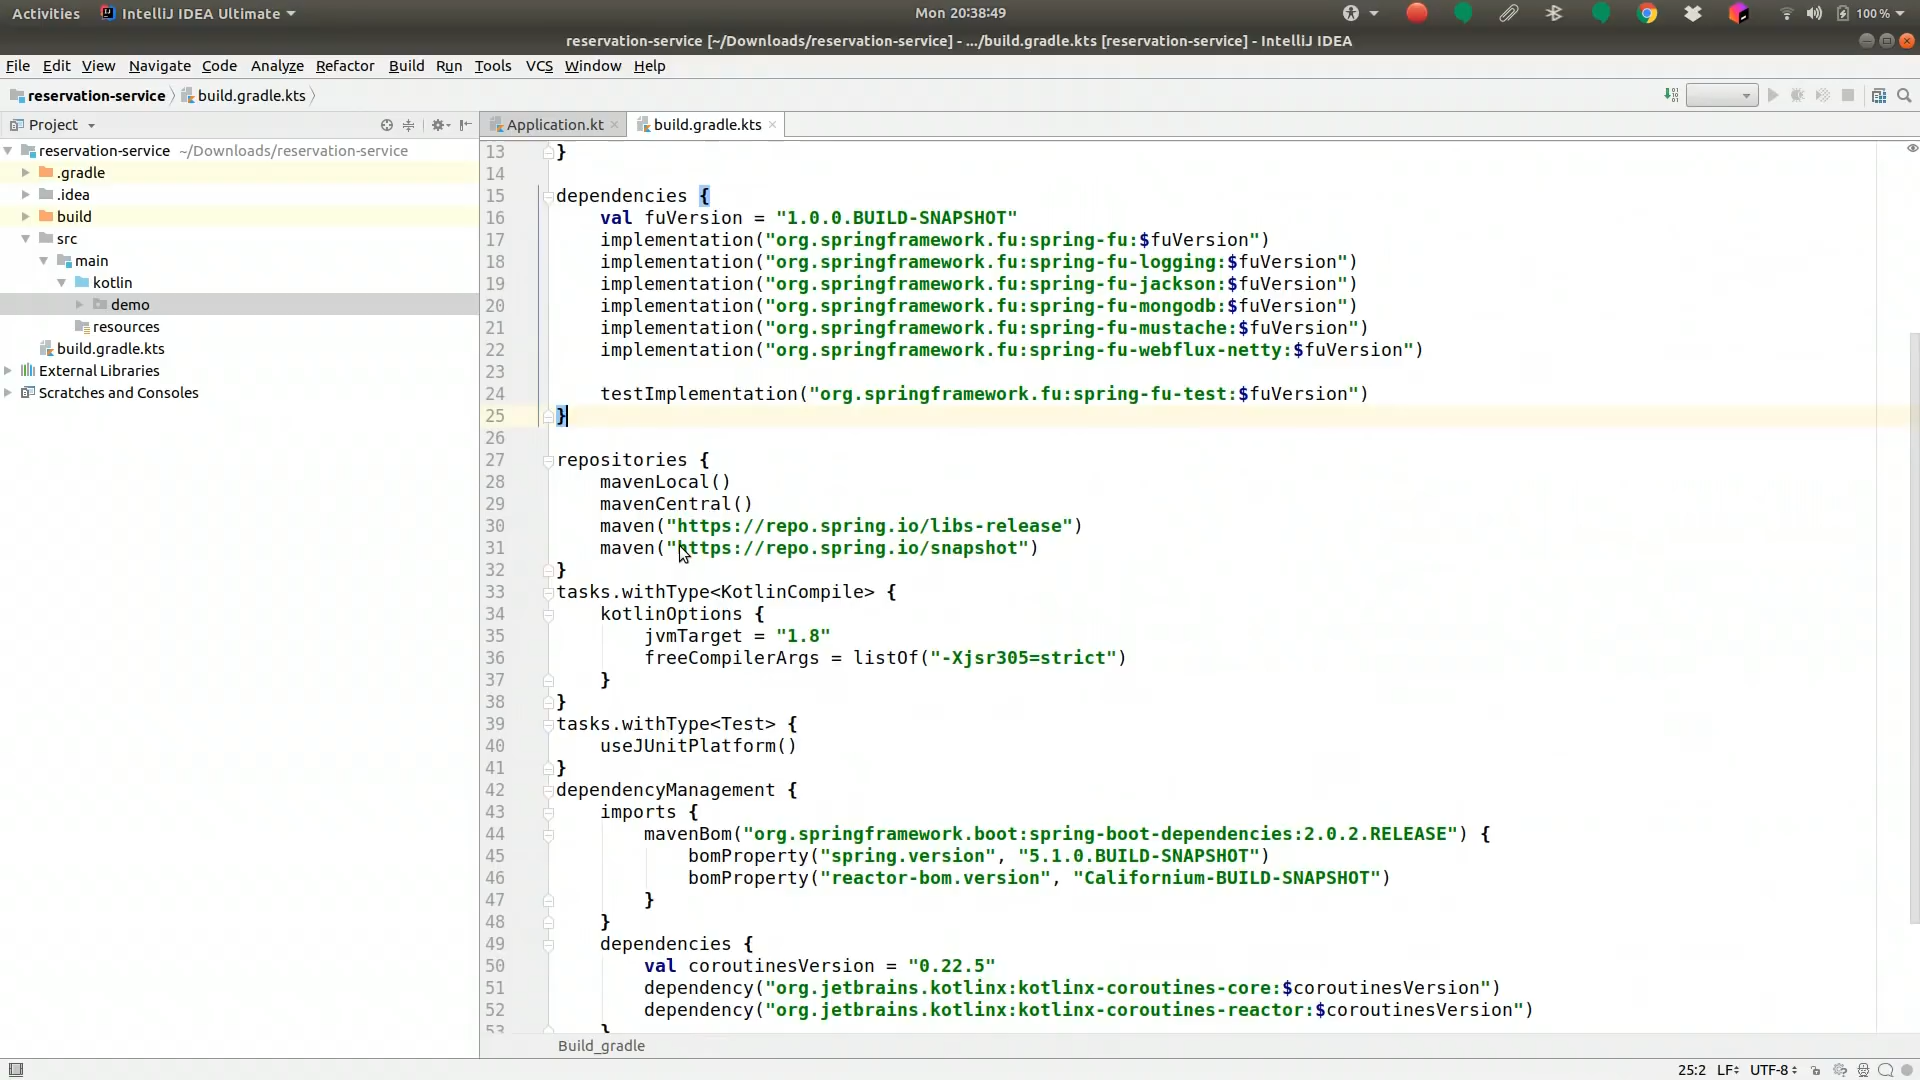 Activities
IntelliJ IDEA Ultimate
Mon 20:38:49
100 %
reservation-service [~/Downloads/reservation-service] - .../build.gradle.kts [reservation-service] - IntelliJ IDEA
File Edit View Navigate Code Analyze Refactor Build Run Tools VCS Window Help
reservation-service build.gradle.kts
Project
reservation-service ~/Downloads/reservation-service
.gradle
.idea
build
src
main
kotlin
demo
resources
build.gradle.kts
External Libraries
Scratches and Consoles
Application.kt
build.gradle.kts
13 }
14
15 dependencies {
16 val fuVersion = "1.0.0.BUILD-SNAPSHOT"
17 implementation("org.springframework.fu:spring-fu:$fuVersion")
18 implementation("org.springframework.fu:spring-fu-logging:$fuVersion")
19 implementation("org.springframework.fu:spring-fu-jackson:$fuVersion")
20 implementation("org.springframework.fu:spring-fu-mongodb:$fuVersion")
21 implementation("org.springframework.fu:spring-fu-mustache:$fuVersion")
22 implementation("org.springframework.fu:spring-fu-webflux-netty:$fuVersion")
23
24 testImplementation("org.springframework.fu:spring-fu-test:$fuVersion")
25 }
26
27 repositories {
28 mavenLocal()
29 mavenCentral()
30 maven("https://repo.spring.io/libs-release")
31 maven("https://repo.spring.io/snapshot")
32 }
33 tasks.withType<KotlinCompile> {
34 kotlinOptions {
35 jvmTarget = "1.8"
36 freeCompilerArgs = listOf("-Xjsr305=strict")
37 }
38 }
39 tasks.withType<Test> {
40 useJUnitPlatform()
41 }
42 dependencyManagement {
43 imports {
44 mavenBom("org.springframework.boot:spring-boot-dependencies:2.0.2.RELEASE") {
45 bomProperty("spring.version", "5.1.0.BUILD-SNAPSHOT")
46 bomProperty("reactor-bom.version", "Californium-BUILD-SNAPSHOT")
47 }
48 }
49 dependencies {
50 val coroutinesVersion = "0.22.5"
51 dependency("org.jetbrains.kotlinx:kotlinx-coroutines-core:$coroutinesVersion")
52 dependency("org.jetbrains.kotlinx:kotlinx-coroutines-reactor:$coroutinesVersion")
53 }
Build_gradle
25:2 LF UTF-8